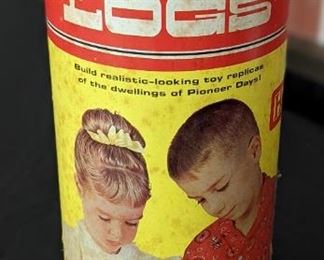 LOGS
Build realistic-looking toy replicas
of the dwellings of Pioneer Days!